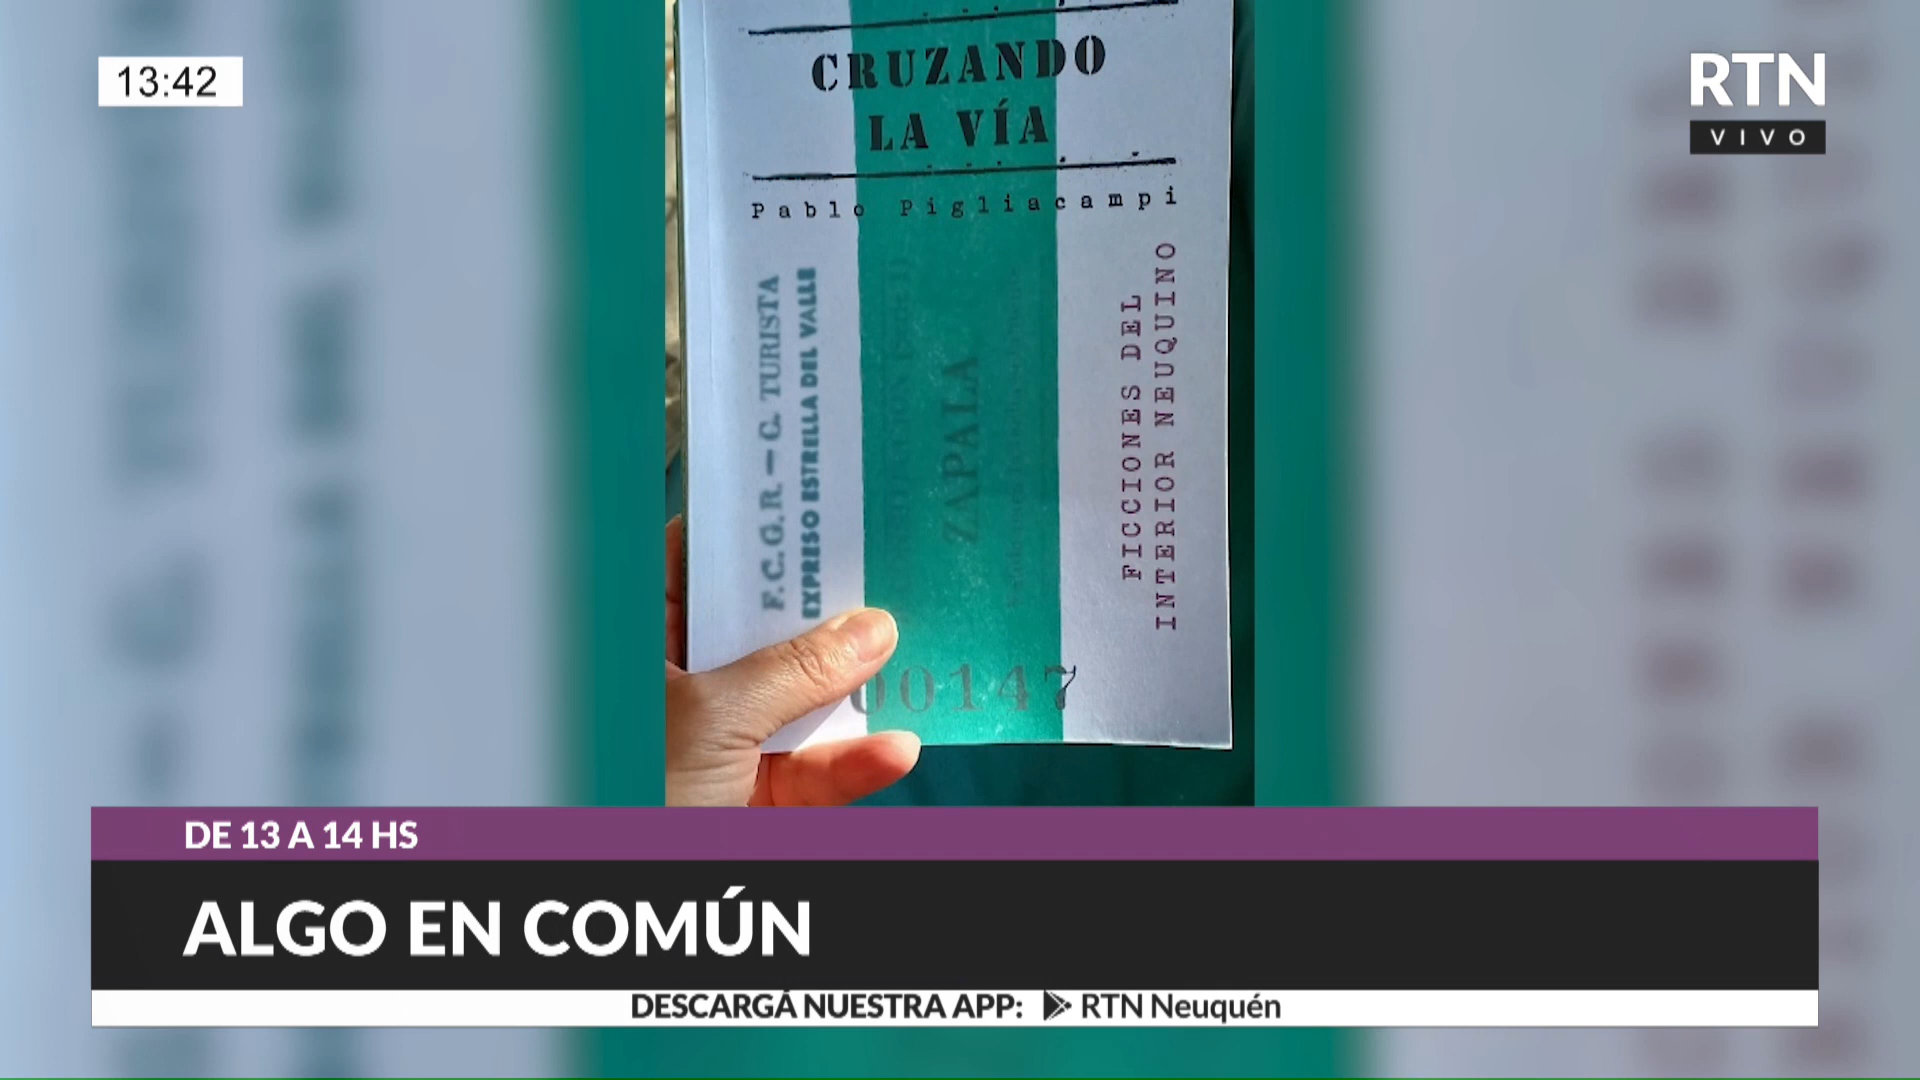 13:42
RTN
VIVO
CRUZANDO
LA VÍA
Pablo Pigliacampi
F.C.G.R. — C. TURISTA
EXPRESO ESTRELLA DEL VALLE
ZAPALA
FICCIONES DEL
INTERIOR NEUQUINO
00147
DE 13 A 14 HS
ALGO EN COMÚN
DESCARGÁ NUESTRA APP: RTN Neuquén